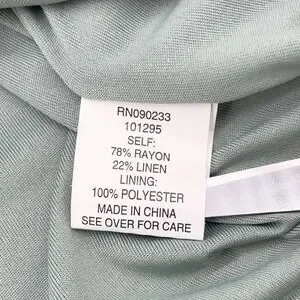 RN090233
101295
SELF:
78% RAYON
22% LINEN
LINING:
100% POLYESTER
MADE IN CHINA
SEE OVER FOR CARE